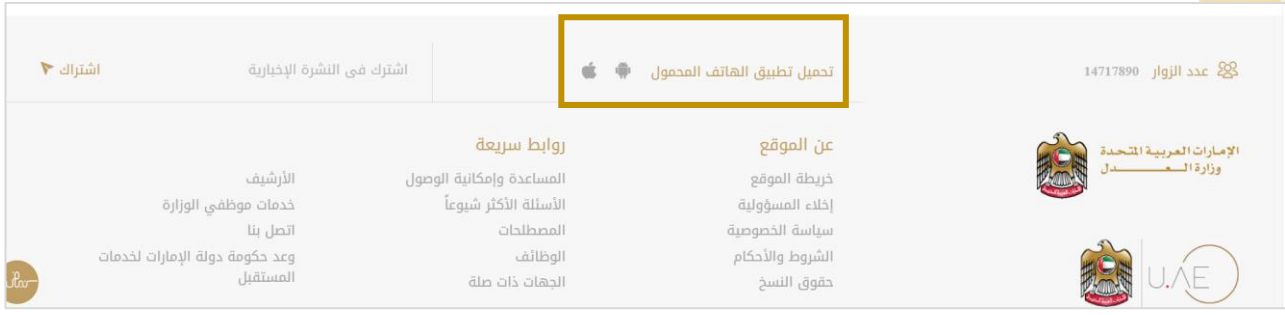 عدد الزوار 14717890
تحميل تطبيق الهاتف المحمول
اشترك في النشرة الإخبارية
اشتراك
الإمارات العربية المتحدة
وزارة العدل
عن الموقع
خريطة الموقع
إخلاء المسؤولية
سياسة الخصوصية
الشروط والأحكام
حقوق النسخ
روابط سريعة
المساعدة وإمكانية الوصول
الأسئلة الأكثر شيوعاً
المصطلحات
الوظائف
الجهات ذات صلة
الأرشيف
خدمات موظفي الوزارة
اتصل بنا
وعد حكومة دولة الإمارات لخدمات
المستقبل
U.AE